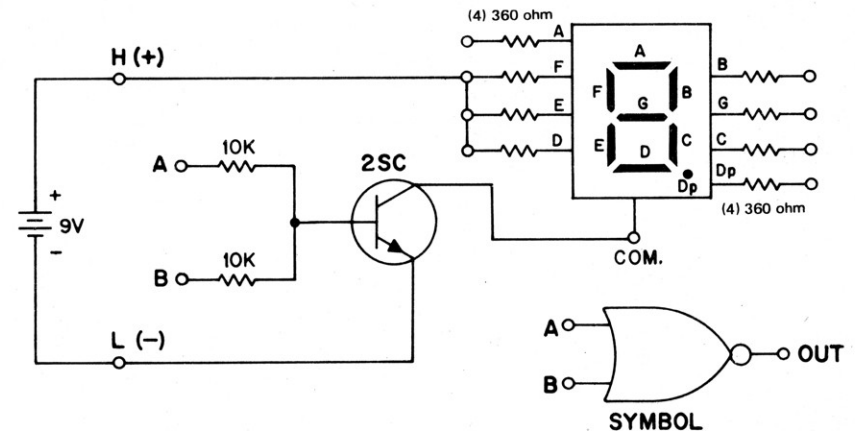 (4) 360 ohm
H (+)
A
F
E
D
A
F
B
G
E
C
D
Dp
B
G
C
Dp
(4) 360 ohm
10K
A
2SC
+
9V
-
10K
B
COM.
L (-)
A
B
OUT
SYMBOL